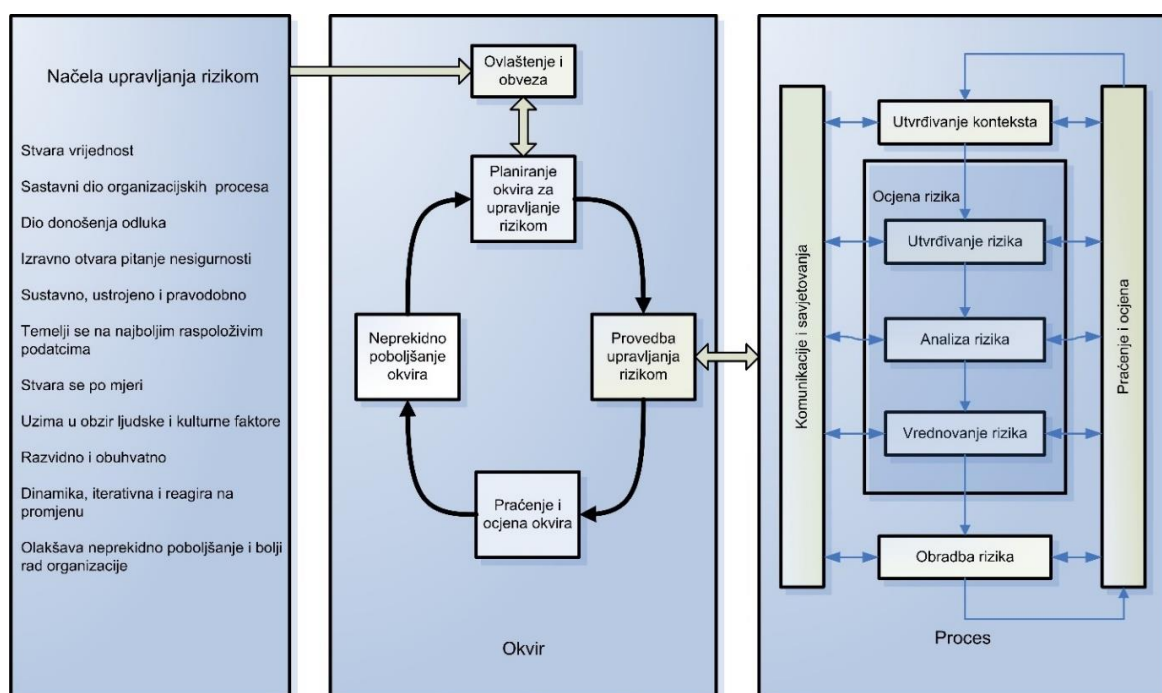 Načela upravljanja rizikom
Stvara vrijednost
Sastavni dio organizacijskih procesa
Dio donošenja odluka
Izravno otvara pitanje nesigurnosti
Sustavno, ustrojeno i pravodobno
Temelji se na najboljim raspoloživim
podatcima
Stvara se po mjeri
Uzima u obzir ljudske i kulturne faktore
Razvidno i obuhvatno
Dinamika, iterativna i reagira na
promjenu
Olakšava neprekidno poboljšanje i bolji
rad organizacije
Ovlaštenje i
obveza
Planiranje
okvira za
upravljanje
rizikom
Neprekidno
poboljšanje
okvira
Provedba
upravljanja
rizikom
Praćenje i
ocjena okvira
Okvir
Komunikacije i savjetovanja
Utvrđivanje konteksta
Ocjena rizika
Utvrđivanje rizika
Analiza rizika
Vrednovanje rizika
Obradba rizika
Praćenje i ocjena
Proces